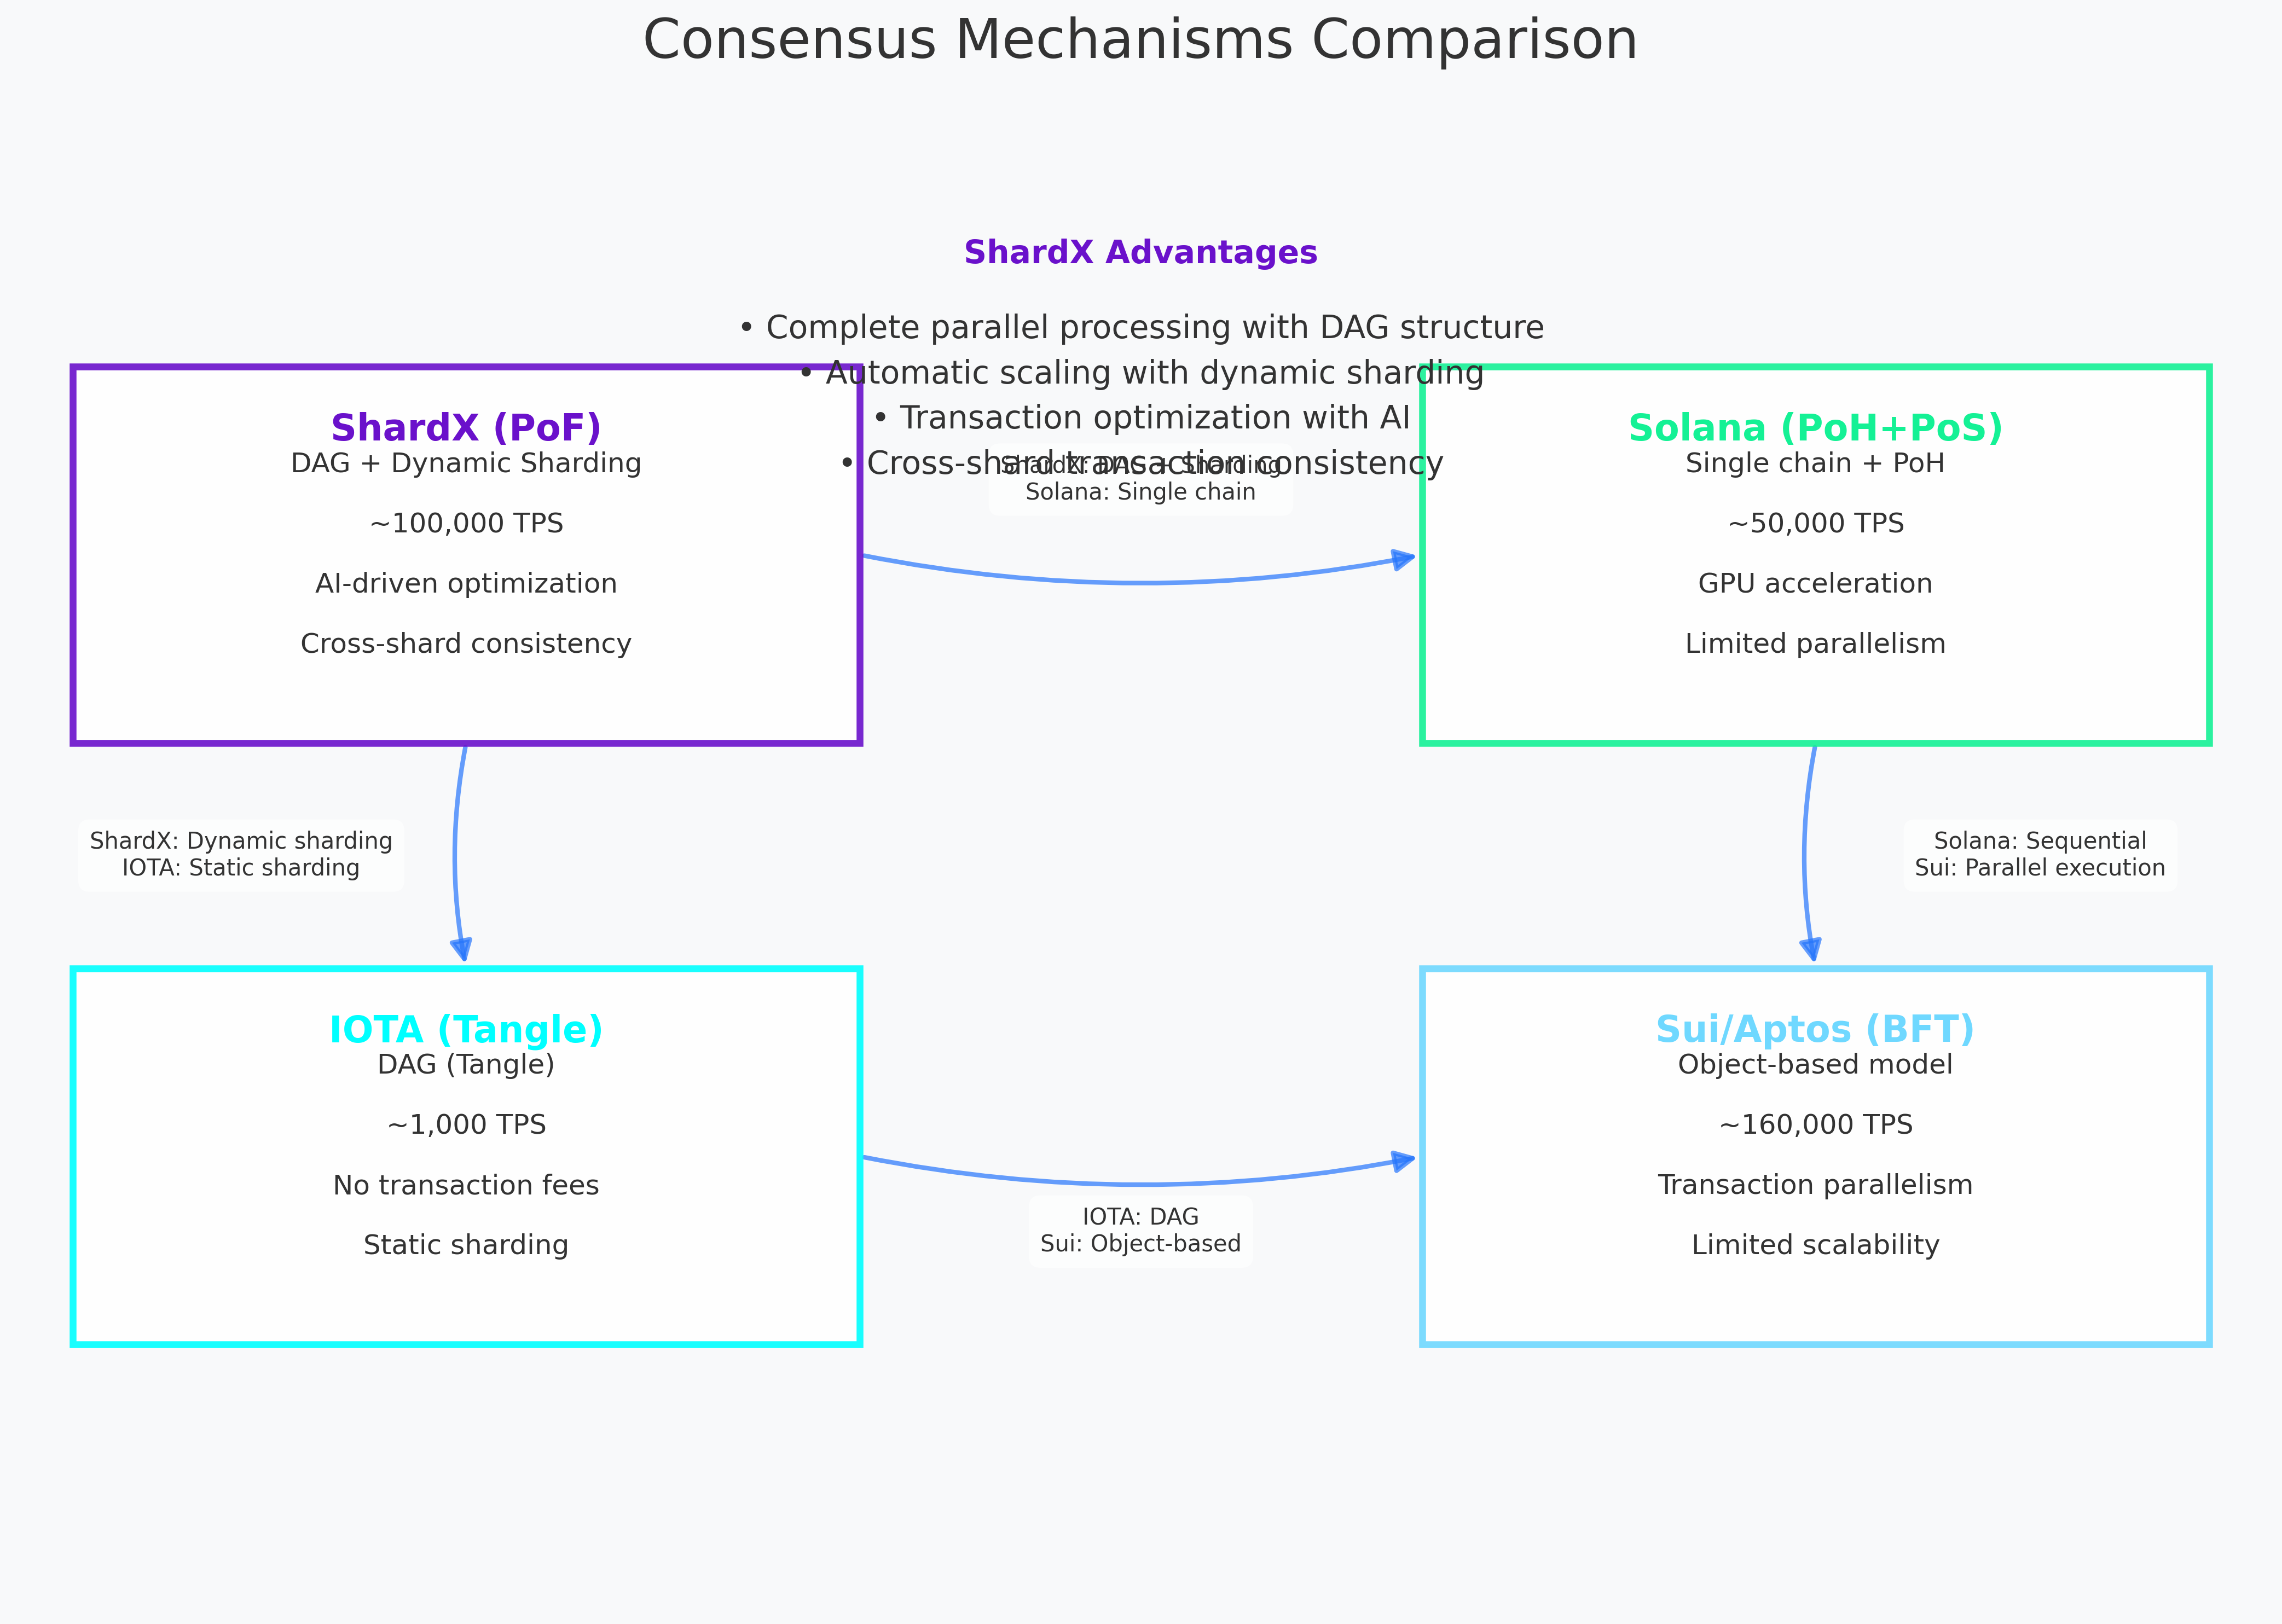 Consensus Mechanisms Comparison
ShardX Advantages
• Complete parallel processing with DAG structure
• Automatic scaling with dynamic sharding
• Transaction optimization with AI
• Cross-shard transaction consistency
ShardX (PoF)
DAG + Dynamic Sharding
~100,000 TPS
AI-driven optimization
Cross-shard consistency
ShardX: DAG + Sharding
Solana: Single chain
Solana (PoH+PoS)
Single chain + PoH
~50,000 TPS
GPU acceleration
Limited parallelism
ShardX: Dynamic sharding
IOTA: Static sharding
Solana: Sequential
Sui: Parallel execution
IOTA (Tangle)
DAG (Tangle)
~1,000 TPS
No transaction fees
Static sharding
IOTA: DAG
Sui: Object-based
Sui/Aptos (BFT)
Object-based model
~160,000 TPS
Transaction parallelism
Limited scalability